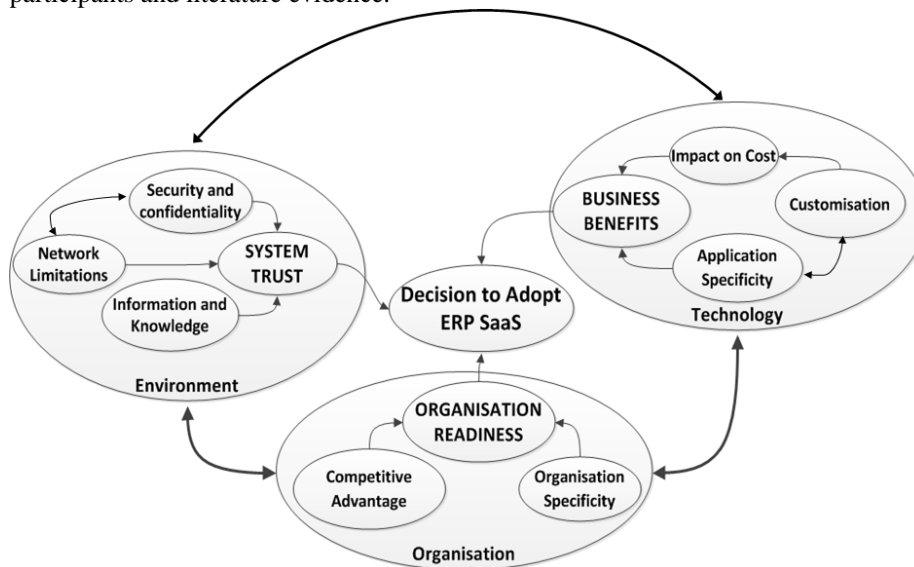 participants and literature evidence.
Security and
confidentiality
Network
Limitations
SYSTEM
TRUST
Information and
Knowledge
Environment
Impact on Cost
BUSINESS
BENEFITS
Customisation
Application
Specificity
Technology
Decision to Adopt
ERP SaaS
ORGANISATION
READINESS
Competitive
Advantage
Organisation
Specificity
Organisation